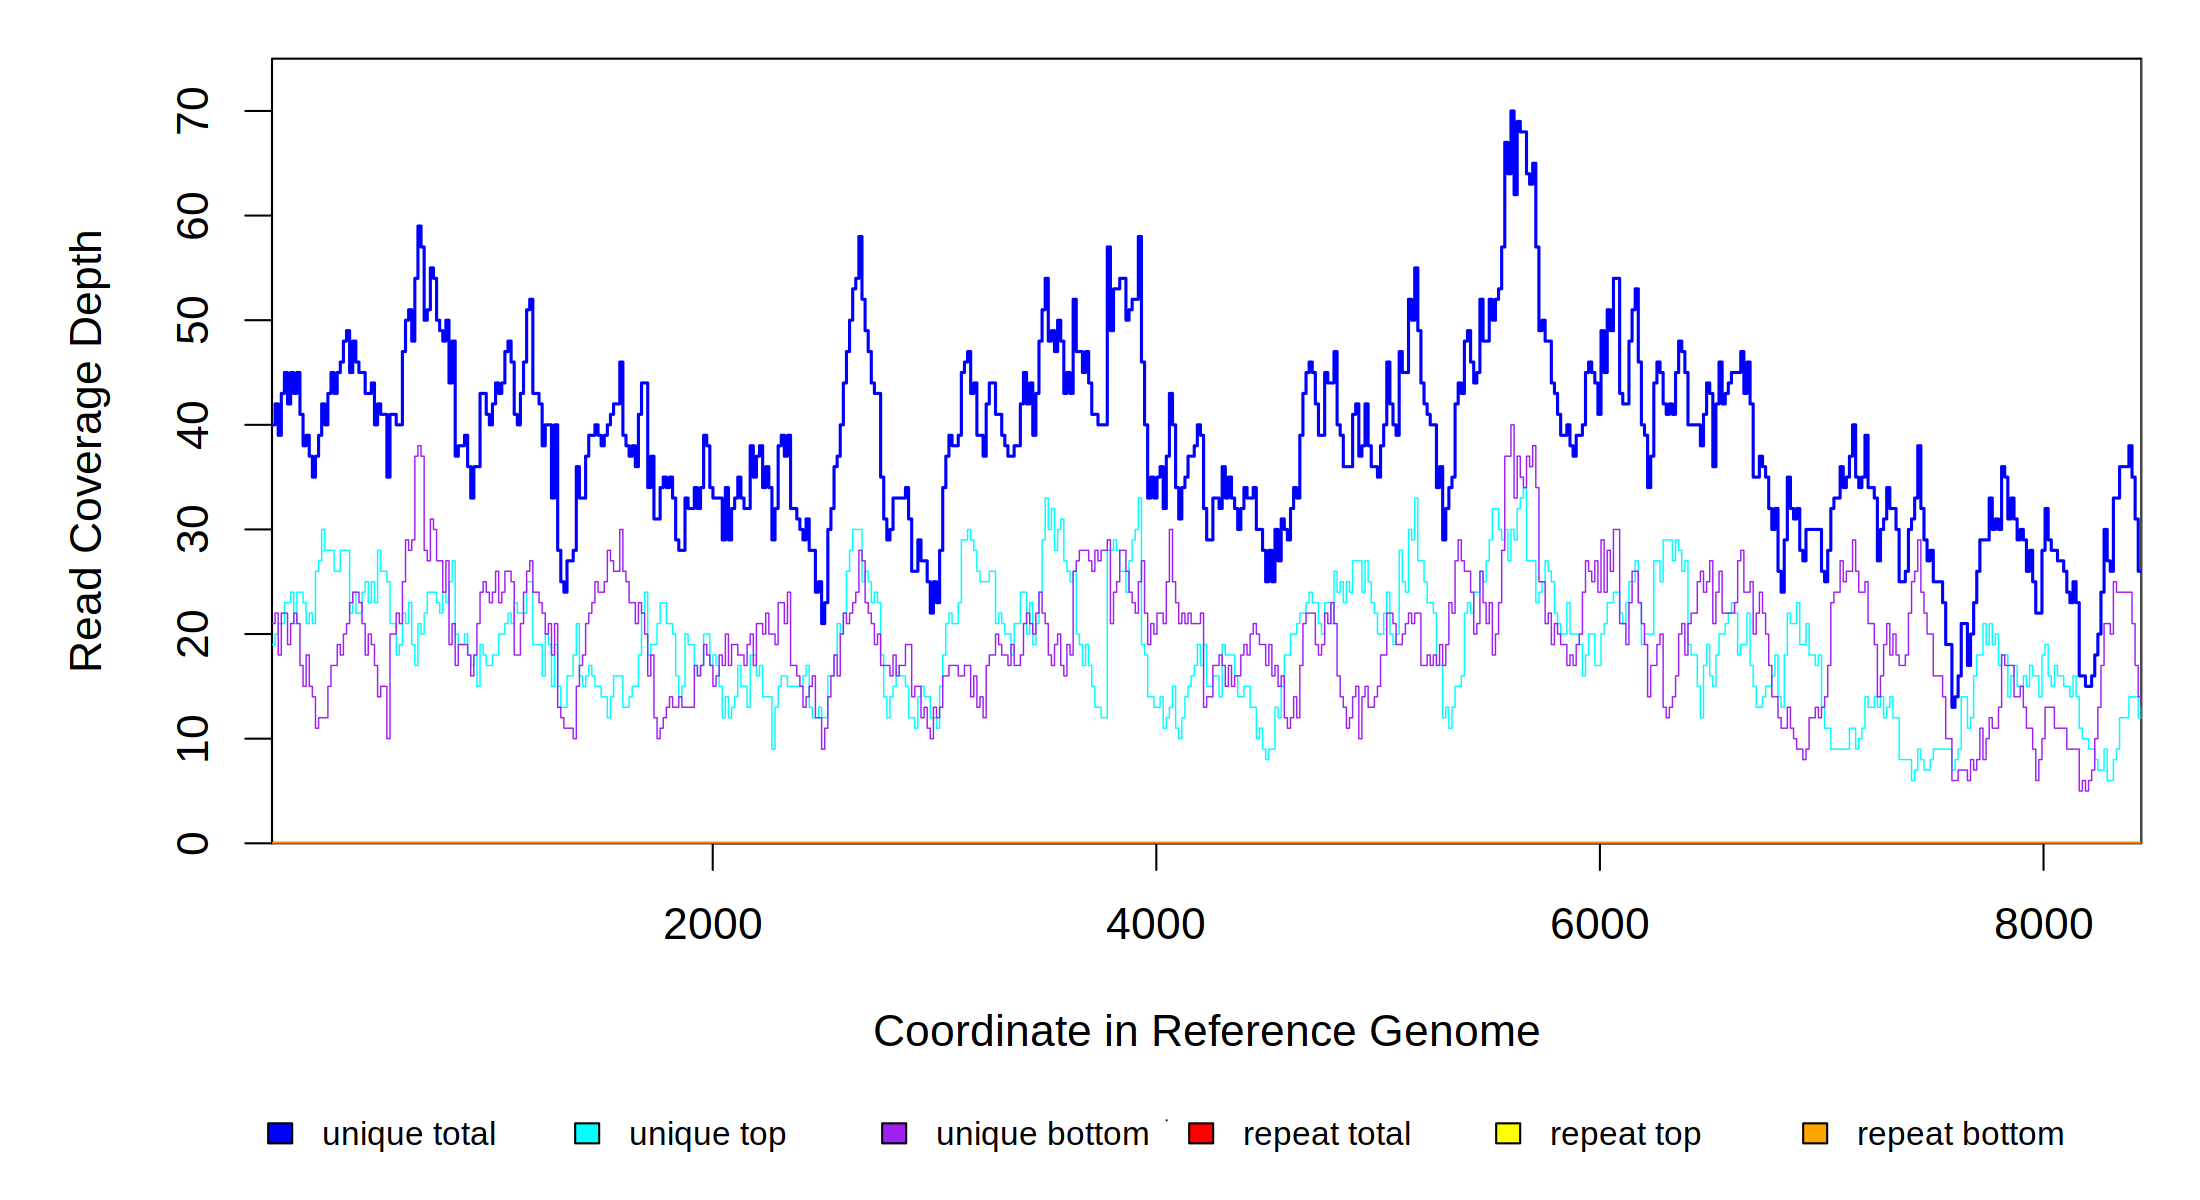 70
60
50
40
30
20
10
0
Read Coverage Depth
2000 4000 6000 8000
Coordinate in Reference Genome
unique total unique top unique bottom repeat total repeat top repeat bottom